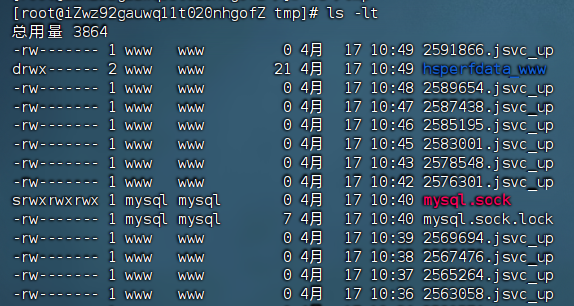 [root@iZwz92gauwq11t020nhgofZ tmp]# ls -lt
总用量 3864
-rw------- 1 www www 0 4月 17 10:49 2591866.jsvc_up
drwx------ 2 www www 21 4月 17 10:49 hsperfdata_www
-rw------- 1 www www 0 4月 17 10:48 2589654.jsvc_up
-rw------- 1 www www 0 4月 17 10:47 2587438.jsvc_up
-rw------- 1 www www 0 4月 17 10:46 2585195.jsvc_up
-rw------- 1 www www 0 4月 17 10:45 2583001.jsvc_up
-rw------- 1 www www 0 4月 17 10:43 2578548.jsvc_up
-rw------- 1 www www 0 4月 17 10:42 2576301.jsvc_up
srwxrwxrwx 1 mysql mysql 0 4月 17 10:40 mysql.sock
-rw------- 1 mysql mysql 7 4月 17 10:40 mysql.sock.lock
-rw------- 1 www www 0 4月 17 10:39 2569694.jsvc_up
-rw------- 1 www www 0 4月 17 10:38 2567476.jsvc_up
-rw------- 1 www www 0 4月 17 10:37 2565264.jsvc_up
-rw------- 1 www www 0 4月 17 10:36 2563058.jsvc_up